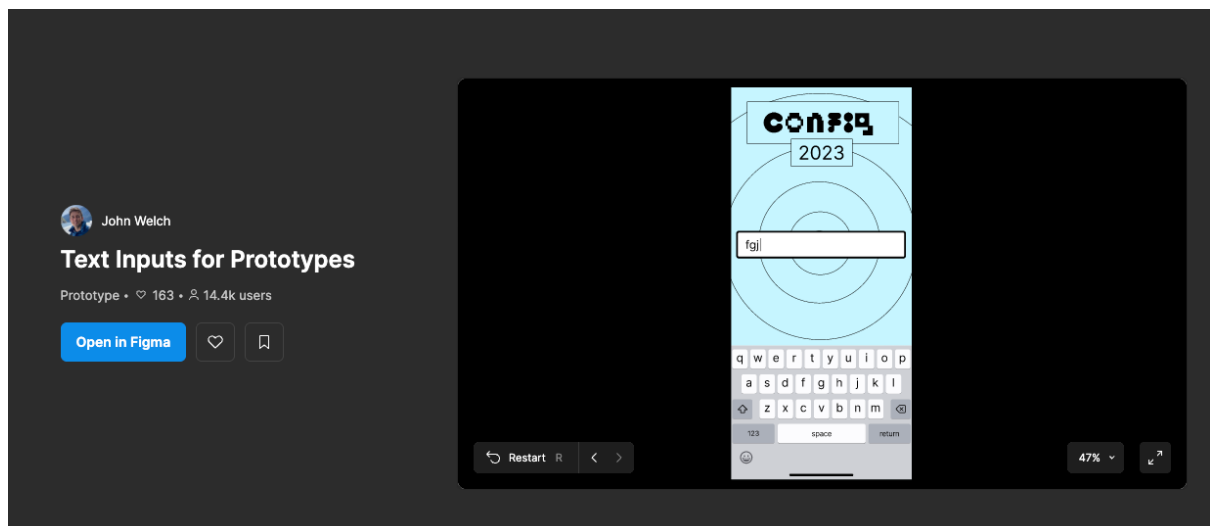 John Welch
Text Inputs for Prototypes
Prototype • 163 • 14.4k users
Open in Figma
CONFIG
2023
fgj
q w e r t y u i o p
a s d f g h j k l
z x c v b n m
123 space return
Restart R
47%